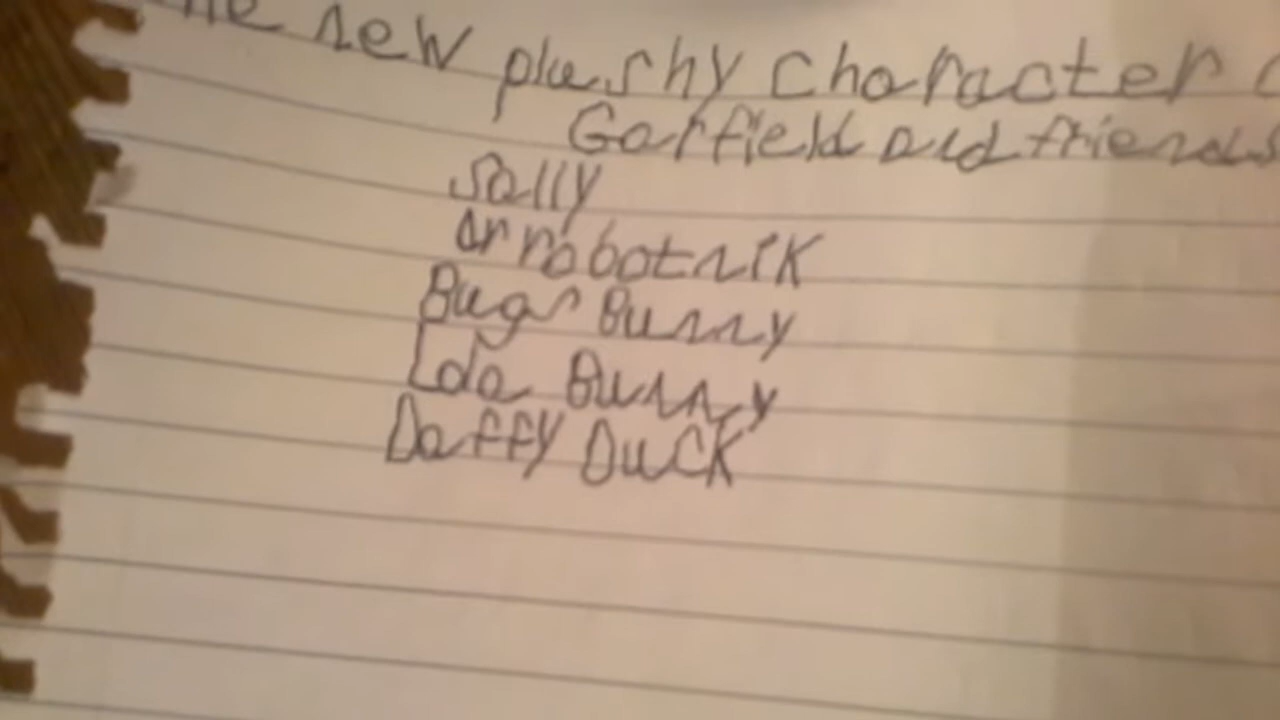 new plushy character
Garfield and friends
Sally
dr robotnik
Bugs Bunny
Lola Bunny
Daffy Duck